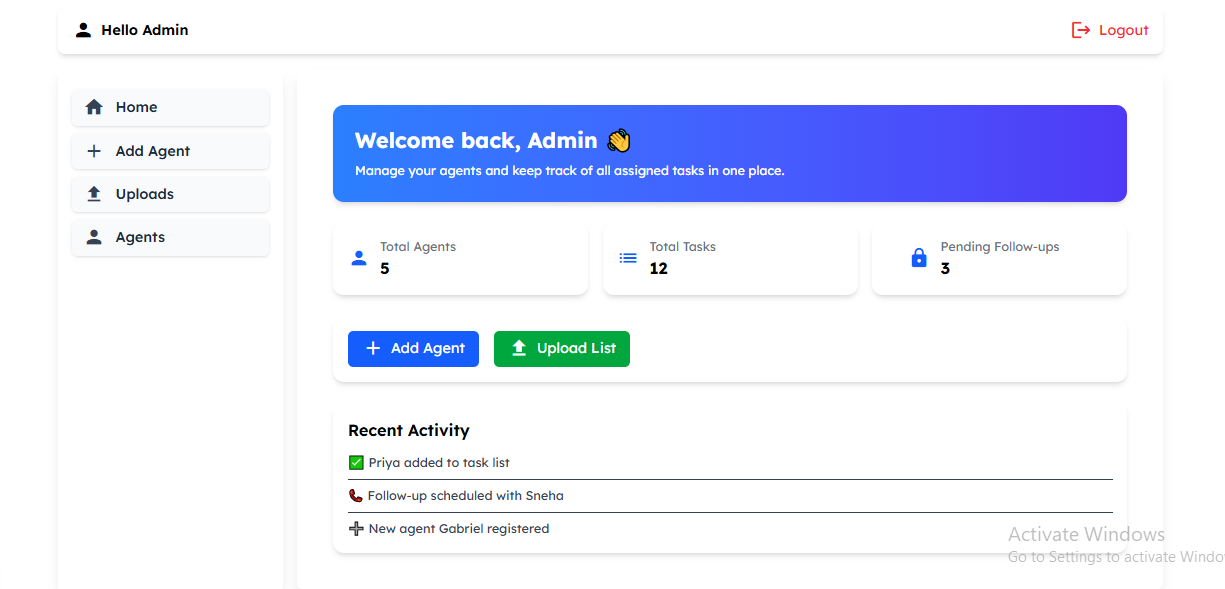 Hello Admin
Logout
Home
Add Agent
Uploads
Agents
Welcome back, Admin 👋
Manage your agents and keep track of all assigned tasks in one place.
Total Agents
5
Total Tasks
12
Pending Follow-ups
3
Add Agent
Upload List
Recent Activity
✅ Priya added to task list
📞 Follow-up scheduled with Sneha
➕ New agent Gabriel registered
Activate Windows
Go to Settings to activate Windo